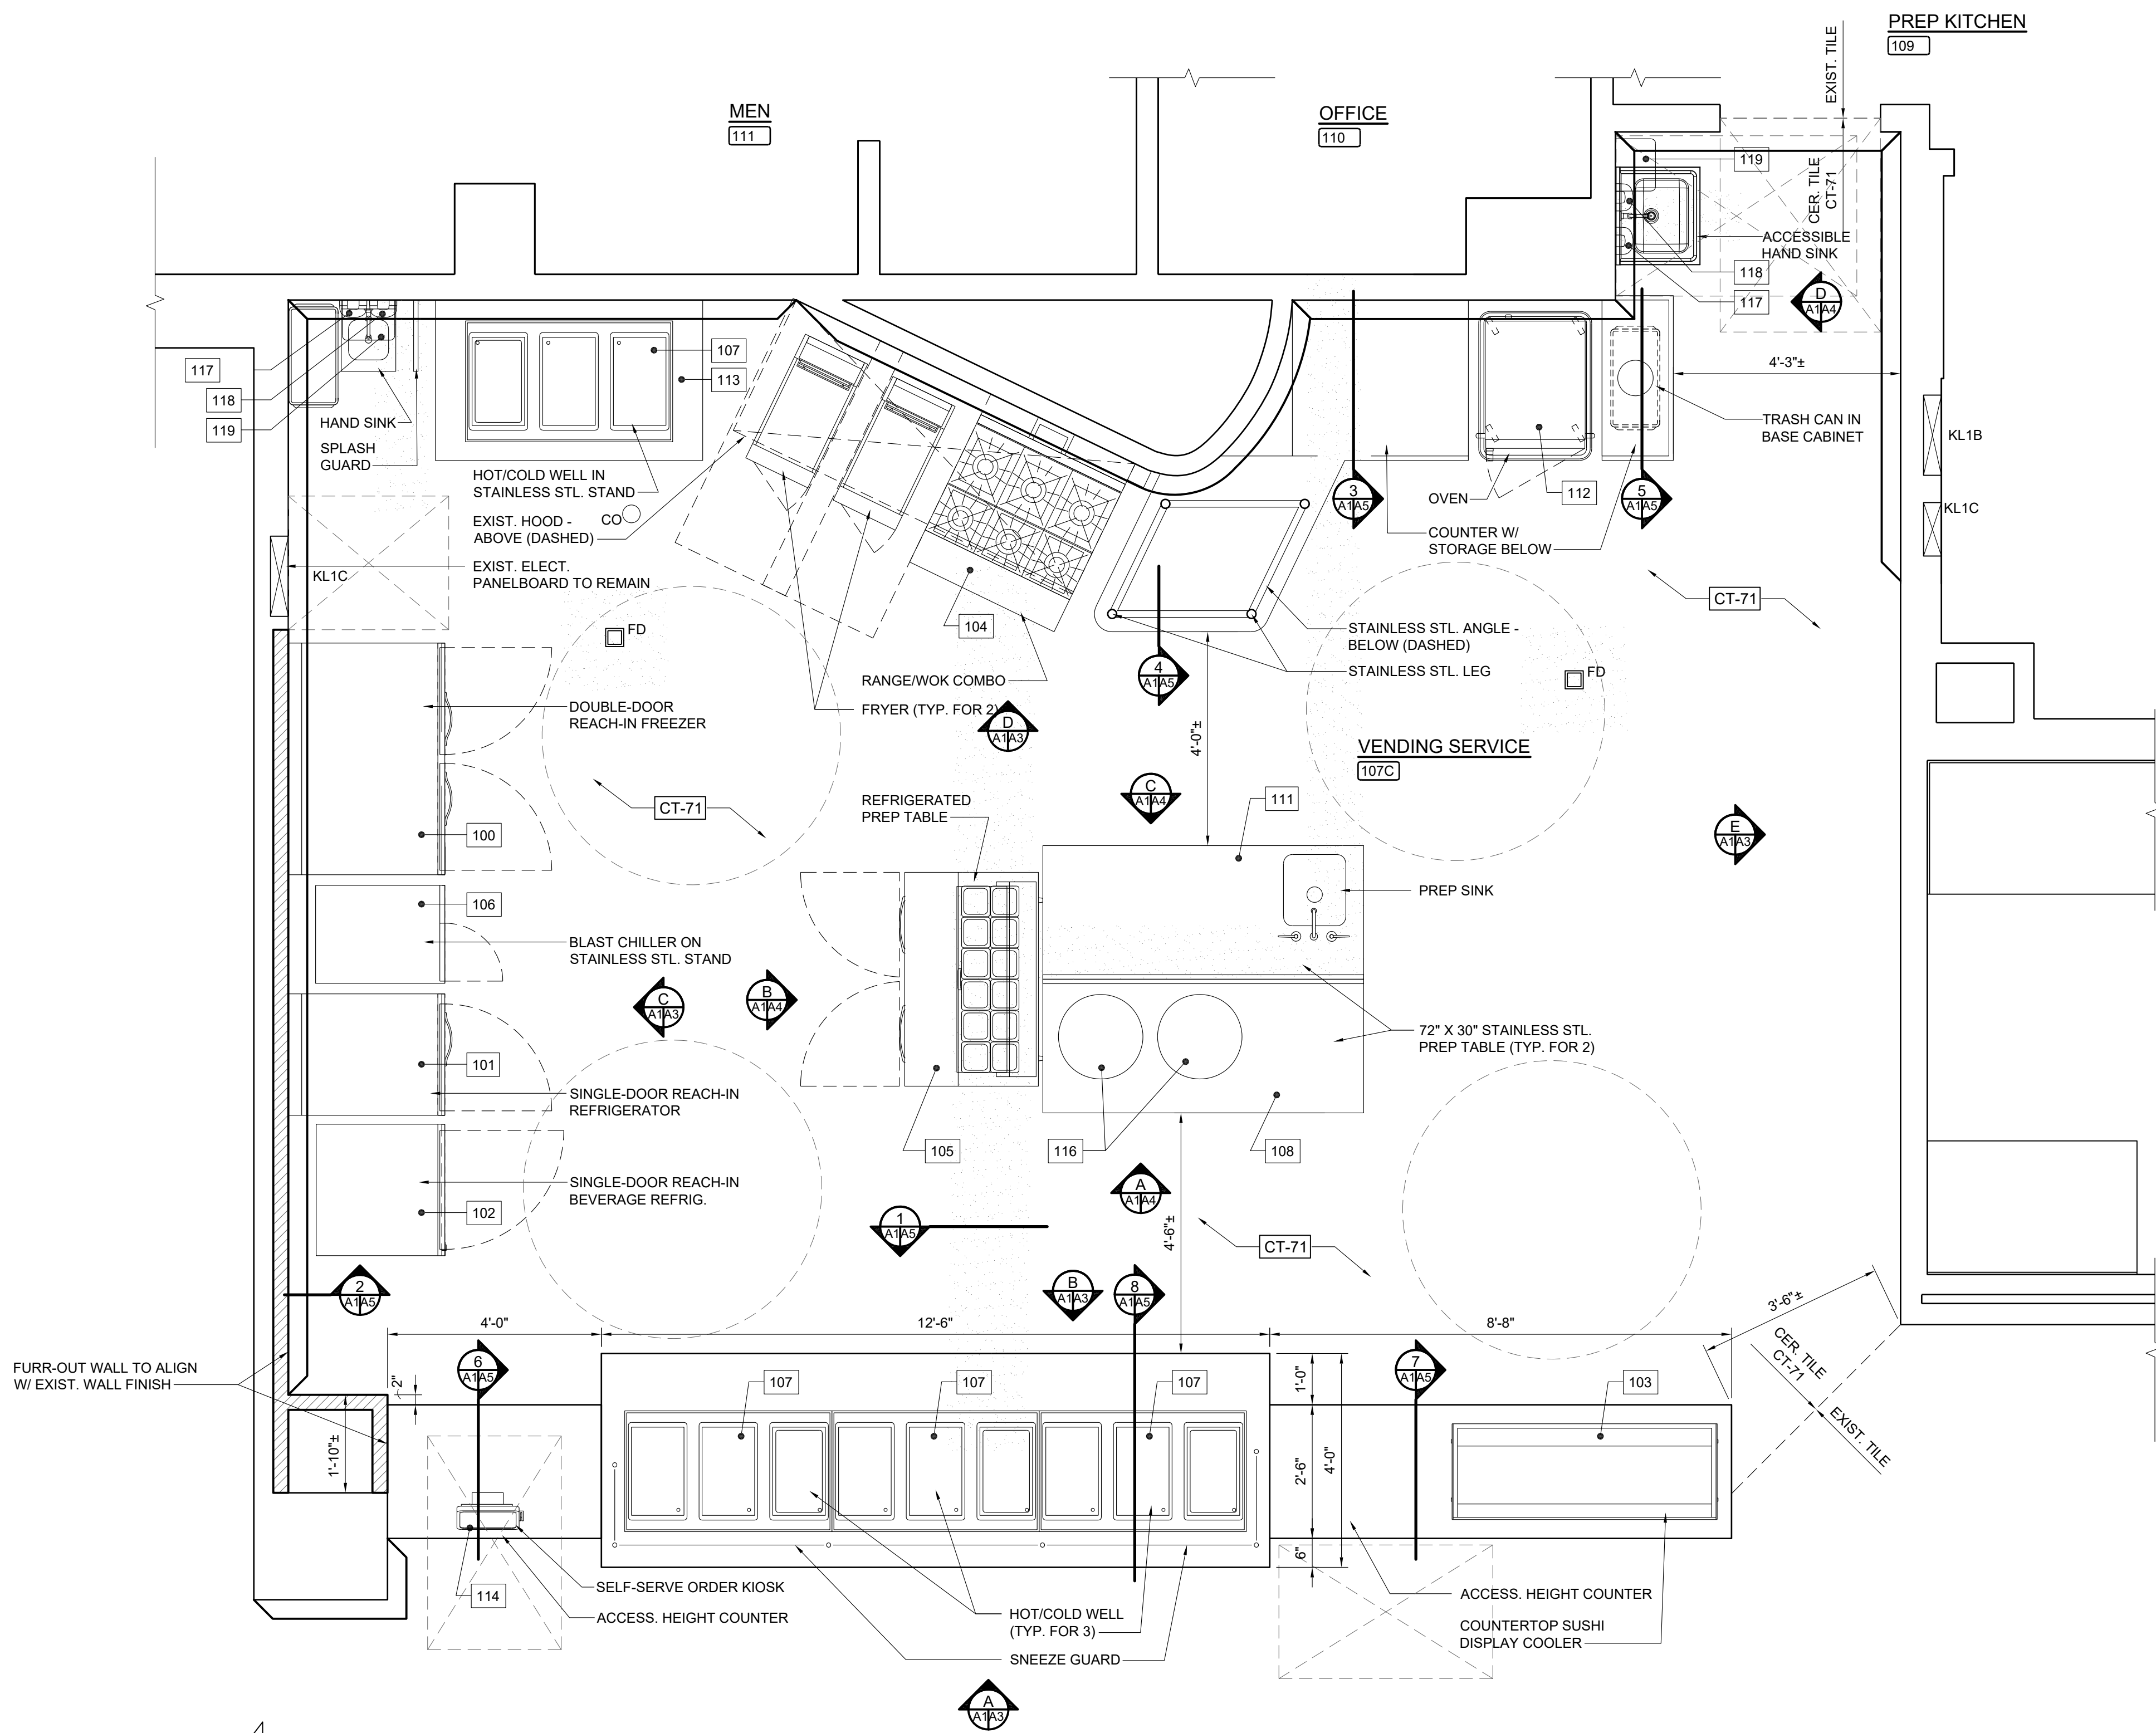 PREP KITCHEN
109
EXIST. TILE
MEN
111
OFFICE
110
119
CER. TILE
CT-71
ACCESSIBLE
HAND SINK
118
117
D
A1A4
4'-3"±
107
113
117
118
119
HAND SINK
SPLASH
GUARD
TRASH CAN IN
BASE CABINET
KL1B
HOT/COLD WELL IN
STAINLESS STL. STAND
CO
EXIST. HOOD -
ABOVE (DASHED)
3
A1A5
OVEN
112
5
A1A5
KL1C
COUNTER W/
STORAGE BELOW
EXIST. ELECT.
PANELBOARD TO REMAIN
KL1C
CT-71
FD
104
STAINLESS STL. ANGLE -
BELOW (DASHED)
4
A1A5
STAINLESS STL. LEG
FD
RANGE/WOK COMBO
FRYER (TYP. FOR 2)
D
A1A3
DOUBLE-DOOR
REACH-IN FREEZER
4'-0"±
VENDING SERVICE
107C
CT-71
REFRIGERATED
PREP TABLE
C
A1A4
111
100
E
A1A3
106
PREP SINK
BLAST CHILLER ON
STAINLESS STL. STAND
C
A1A3
B
A1A4
72" X 30" STAINLESS STL.
PREP TABLE (TYP. FOR 2)
101
SINGLE-DOOR REACH-IN
REFRIGERATOR
105
116
108
SINGLE-DOOR REACH-IN
BEVERAGE REFRIG.
102
A
A1A4
1
A1A5
4'-6"±
CT-71
2
A1A5
B
A1A3
8
A1A5
3'-6"±
4'-0"
12'-6"
8'-8"
CER. TILE
CT-71
EXIST. TILE
FURR-OUT WALL TO ALIGN
W/ EXIST. WALL FINISH
2"
6
A1A5
107
107
107
1'-0"
7
A1A5
103
1'-10"±
2'-6"
4'-0"
6"
114
SELF-SERVE ORDER KIOSK
ACCESS. HEIGHT COUNTER
HOT/COLD WELL
(TYP. FOR 3)
SNEEZE GUARD
ACCESS. HEIGHT COUNTER
COUNTERTOP SUSHI
DISPLAY COOLER
A
A1A3